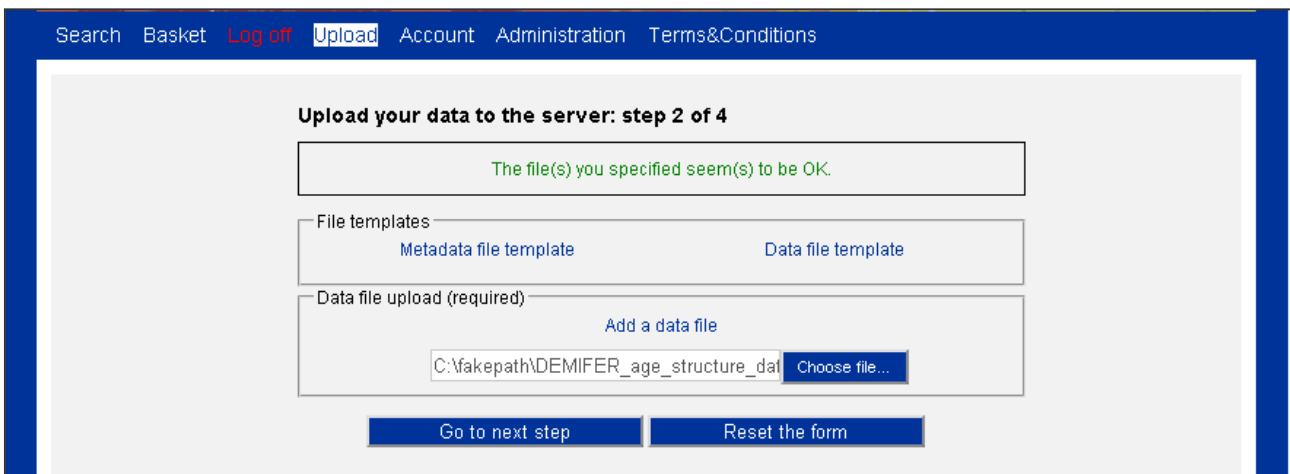 Search Basket Log off Upload Account Administration Terms&Conditions
Upload your data to the server: step 2 of 4
The file(s) you specified seem(s) to be OK.
File templates
Metadata file template Data file template
Data file upload (required)
Add a data file
C:\fakepath\DEMIFER_age_structure_dat Choose file...
Go to next step Reset the form